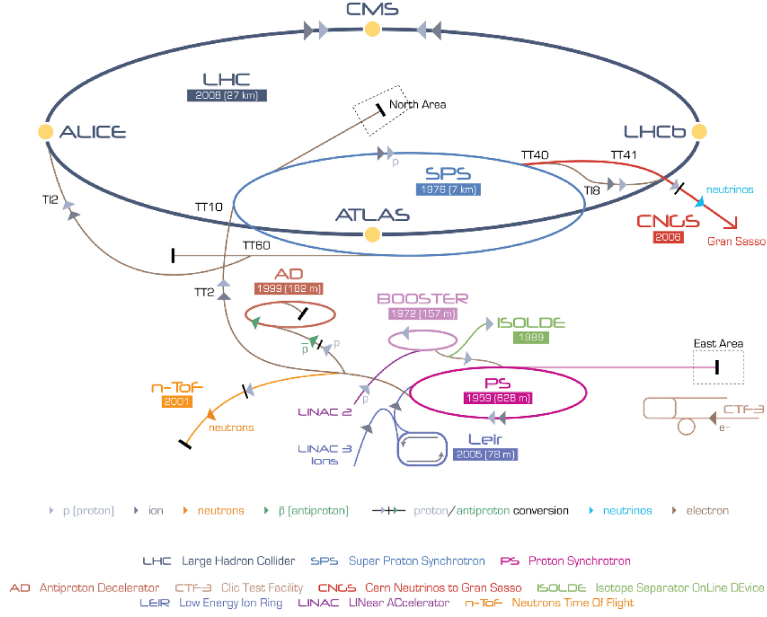 CMS
LHC
2008 (27 km)
North Area
ALICE
LHCb
TT40
TT41
p
SPS
1976 (7 km)
TI2
TI8
neutrinos
TT10
ATLAS
CNGS
2006
Gran Sasso
TT60
AD
1999 (182 m)
TT2
BOOSTER
1972 (157 m)
ISOLDE
1989
p
p̅
East Area
n-ToF
2001
PS
1959 (628 m)
p
LINAC 2
neutrons
CTF-3
e-
LINAC 3
Ions
Leir
2005 (78 m)
p (proton)
ion
neutrons
p̅ (antiproton)
proton/antiproton conversion
neutrinos
electron
LHC Large Hadron Collider SPS Super Proton Synchrotron PS Proton Synchrotron
AD Antiproton Decelerator CTF-3 Clic Test Facility CNGS Cern Neutrinos to Gran Sasso ISOLDE Isotope Separator OnLine DEvice
LEIR Low Energy Ion Ring LINAC LINear ACcelerator n-ToF Neutrons Time Of Flight